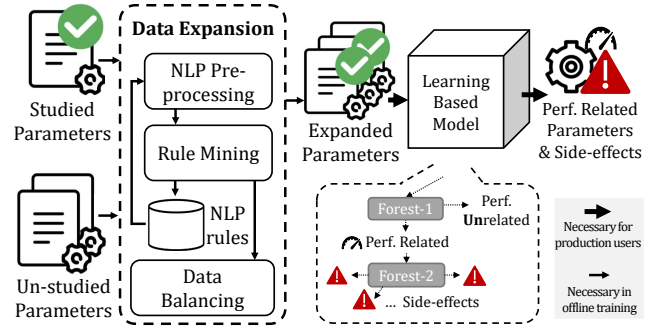 Studied
Parameters
Un-studied
Parameters
Data Expansion
NLP Pre-
processing
Rule Mining
NLP
rules
Data
Balancing
Expanded
Parameters
Learning
Based
Model
Perf. Related
Parameters
& Side-effects
Forest-1
Perf.
Unrelated
Perf. Related
Forest-2
... Side-effects
Necessary for
production users
Necessary in
offline training